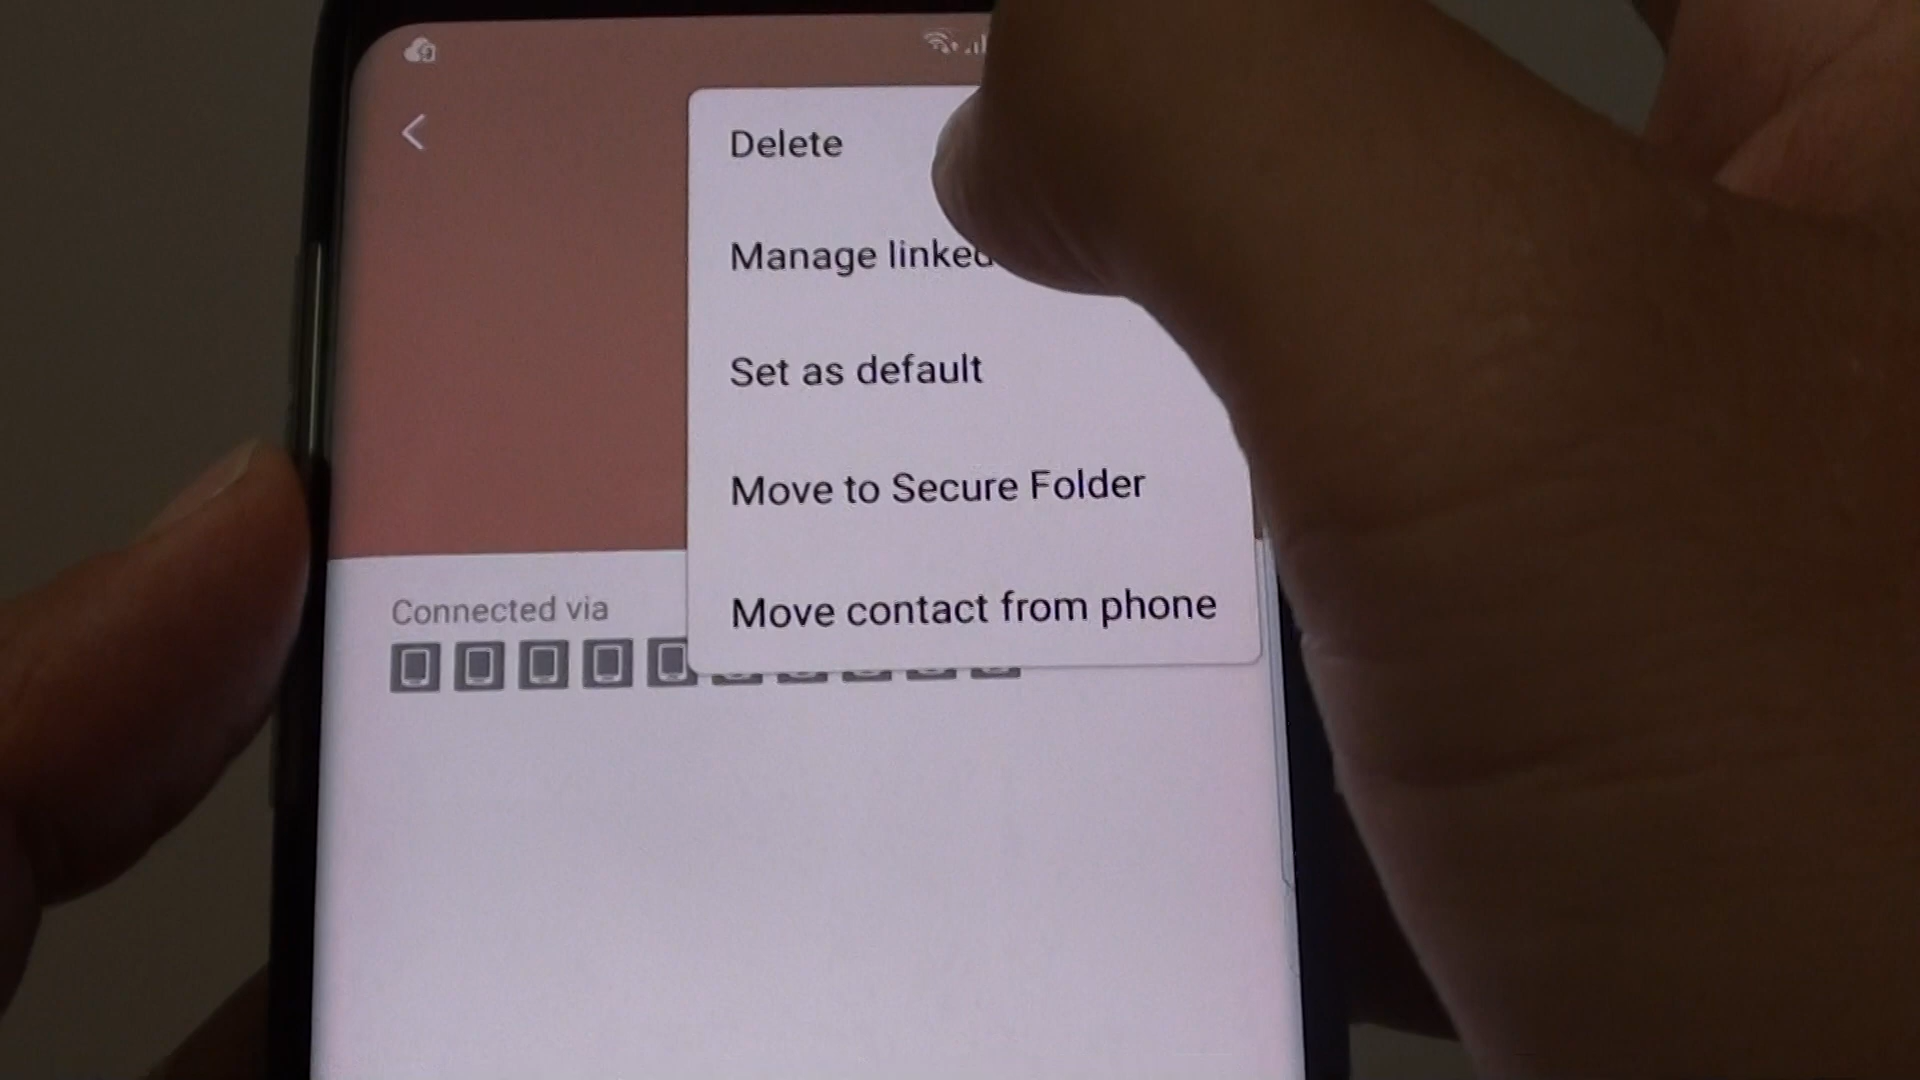 Delete
Manage linked
Set as default
Move to Secure Folder
Move contact from phone
Connected via